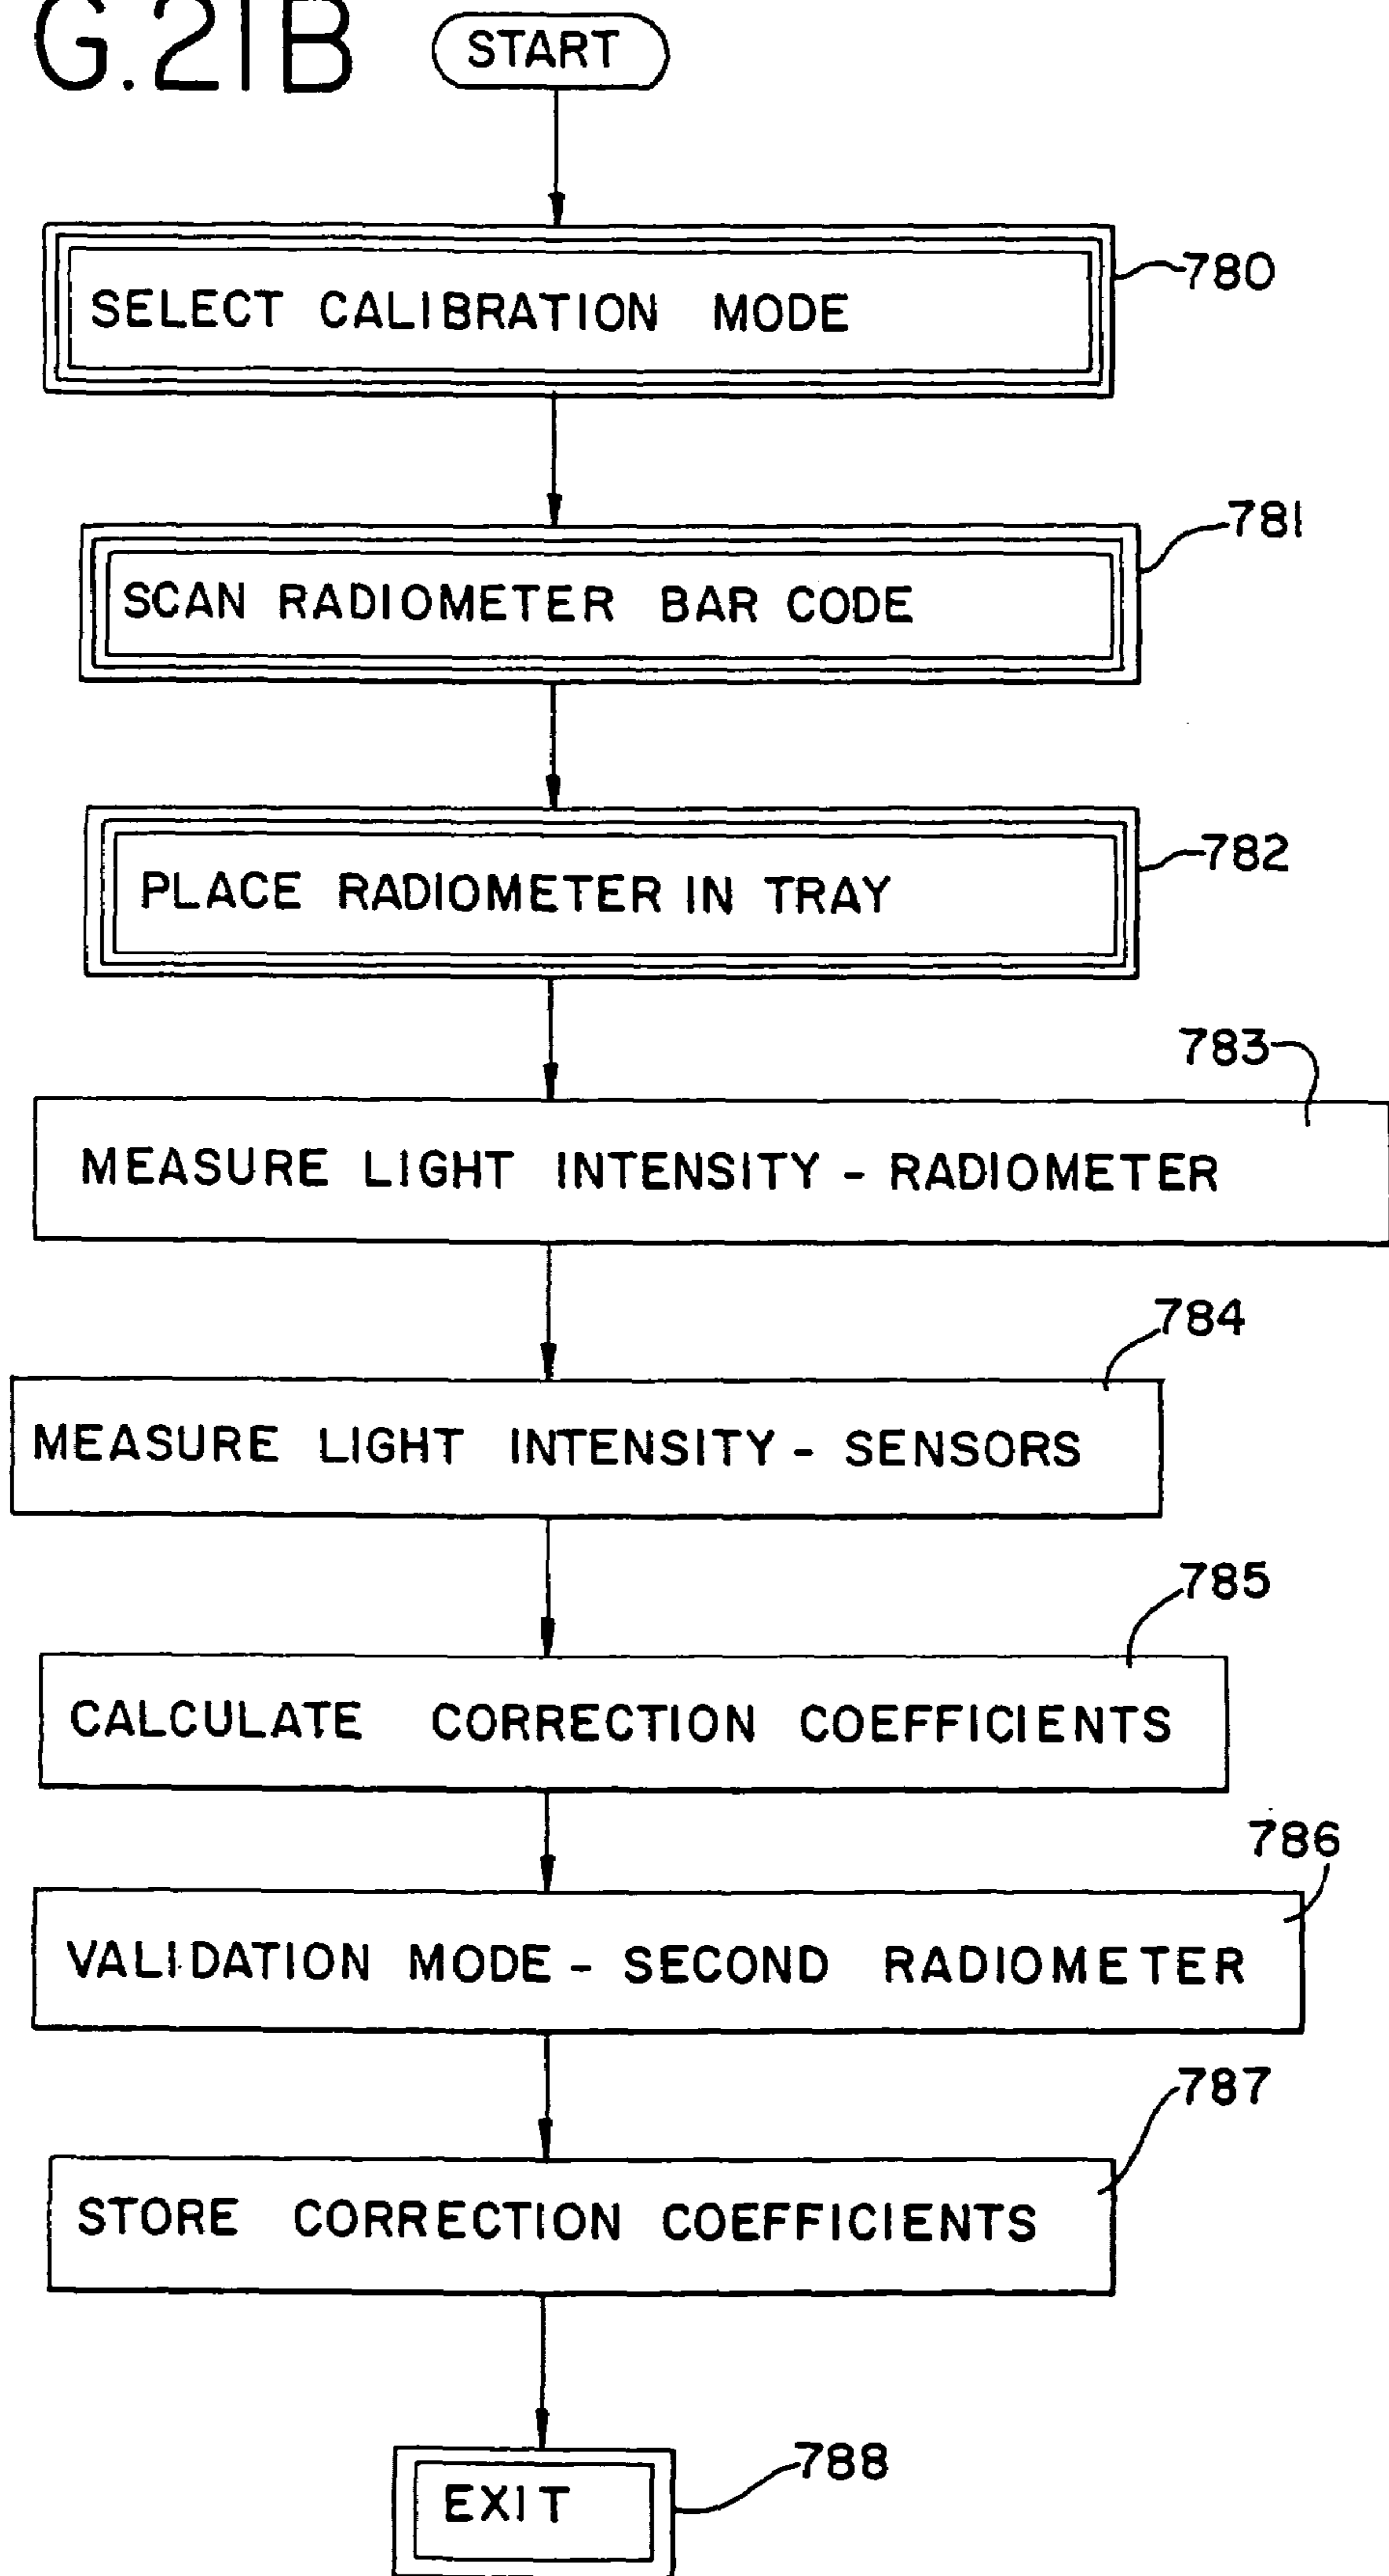 G.21B
START
780
SELECT CALIBRATION MODE
781
SCAN RADIOMETER BAR CODE
782
PLACE RADIOMETER IN TRAY
783
MEASURE LIGHT INTENSITY - RADIOMETER
784
MEASURE LIGHT INTENSITY - SENSORS
785
CALCULATE CORRECTION COEFFICIENTS
786
VALIDATION MODE - SECOND RADIOMETER
787
STORE CORRECTION COEFFICIENTS
788
EXIT